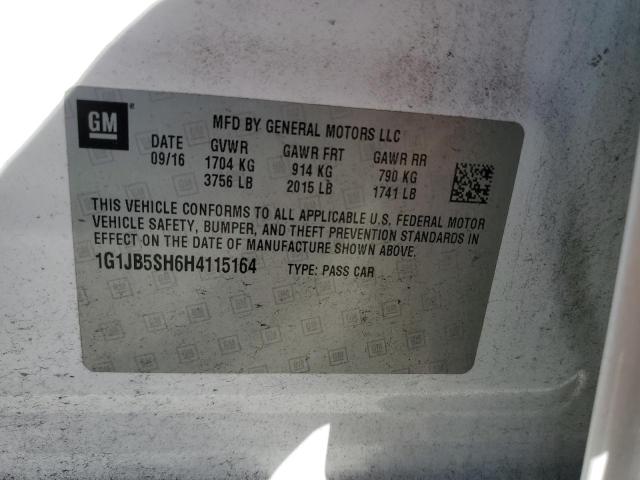 GM
MFD BY GENERAL MOTORS LLC
DATE GVWR GAWR FRT GAWR RR
09/16 1704 KG 914 KG 790 KG
3756 LB 2015 LB 1741 LB
THIS VEHICLE CONFORMS TO ALL APPLICABLE U.S. FEDERAL MOTOR
VEHICLE SAFETY, BUMPER, AND THEFT PREVENTION STANDARDS IN
EFFECT ON THE DATE OF MANUFACTURE SHOWN ABOVE.
1G1JB5SH6H4115164 TYPE: PASS CAR